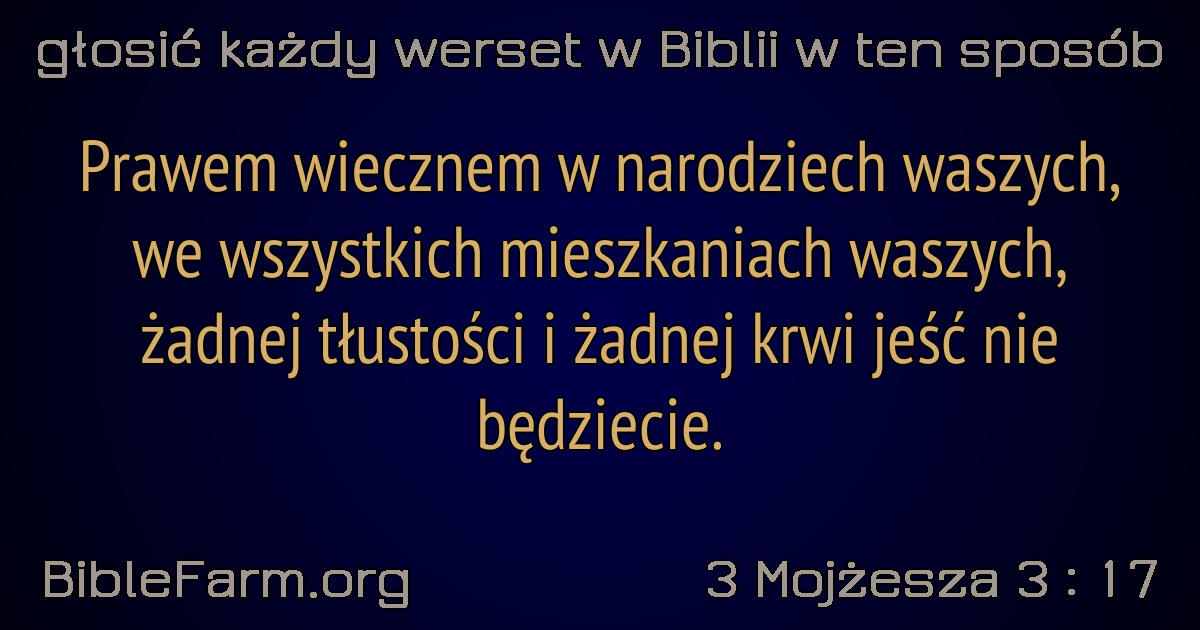 głosić każdy werset w Biblii w ten sposób
Prawem wiecznem w narodziech waszych,
we wszystkich mieszkaniach waszych,
żadnej tłustości i żadnej krwi jeść nie
będziecie.
BibleFarm.org
3 Mojżesza 3 : 17